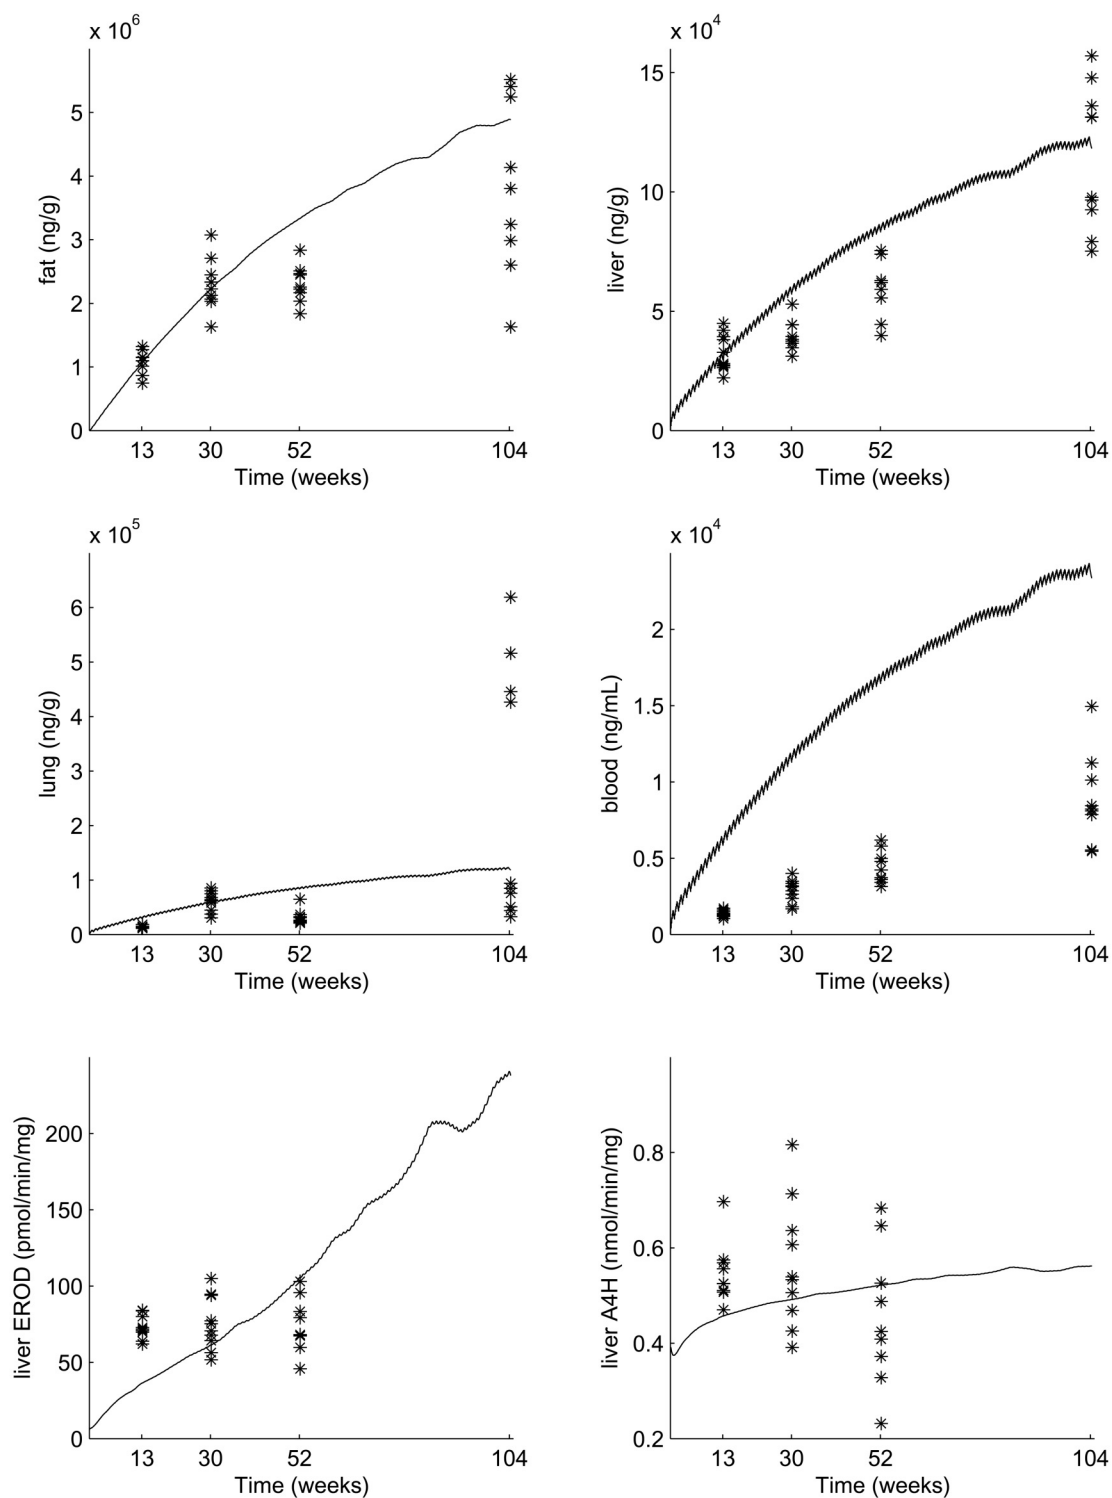 x 10^6
fat (ng/g)
5
4
3
2
1
0
13 30 52 104
Time (weeks)
x 10^4
liver (ng/g)
15
10
5
0
13 30 52 104
Time (weeks)
x 10^5
lung (ng/g)
6
5
4
3
2
1
0
13 30 52 104
Time (weeks)
x 10^4
blood (ng/mL)
2
1.5
1
0.5
0
13 30 52 104
Time (weeks)
liver EROD (pmol/min/mg)
200
150
100
50
0
13 30 52 104
Time (weeks)
liver A4H (nmol/min/mg)
0.8
0.6
0.4
0.2
13 30 52 104
Time (weeks)